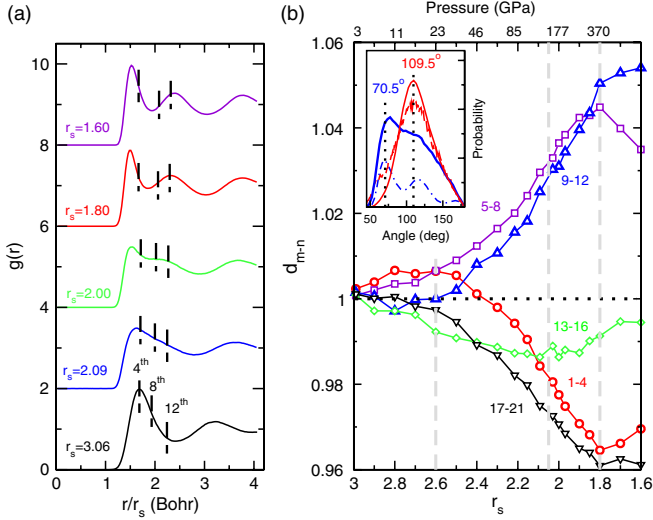 (a)
10
8
6
4
2
0
g(r)
r_s=1.60
r_s=1.80
r_s=2.00
r_s=2.09
r_s=3.06
4th
8th
12th
0 1 2 3 4
r/r_s (Bohr)
(b)
Pressure (GPa)
3 11 23 46 85 177 370
1.06
1.04
1.02
1
0.98
0.96
d_m-n
109.5°
70.5°
Probability
50 100 150
Angle (deg)
5-8
9-12
13-16
1-4
17-21
3 2.8 2.6 2.4 2.2 2 1.8 1.6
r_s